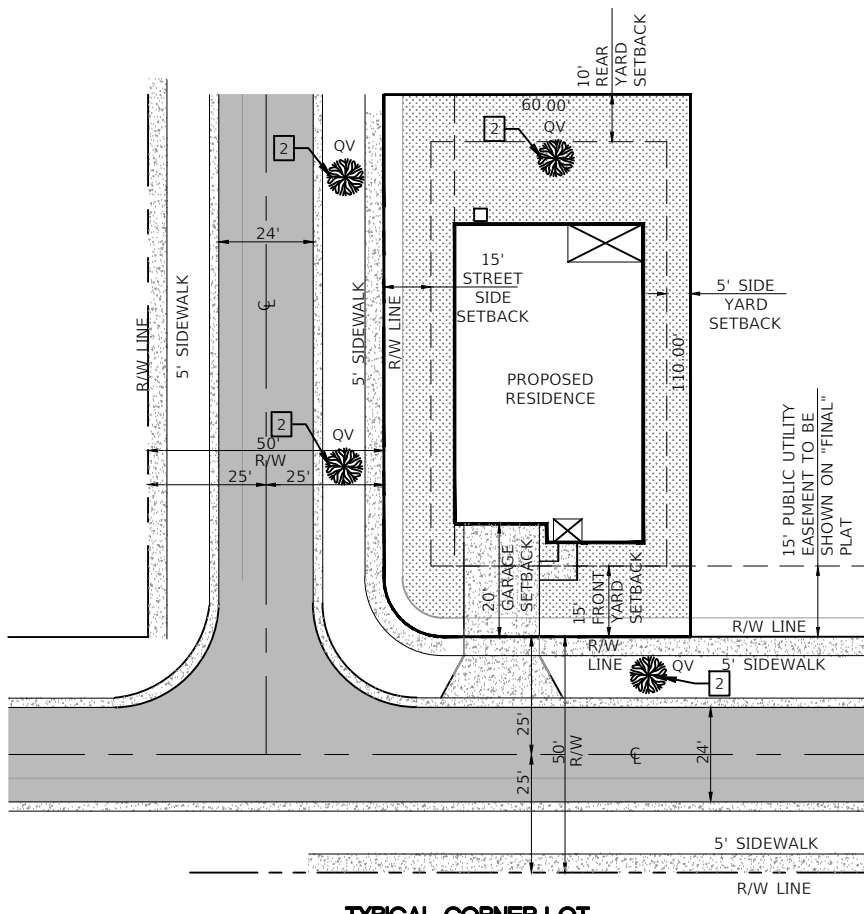 10'
REAR
YARD
SETBACK
60.00'
QV
2
QV
2
24'
15'
STREET
SIDE
SETBACK
5' SIDE
YARD
SETBACK
R/W LINE
5' SIDEWALK
℄
5' SIDEWALK
R/W LINE
110.00'
PROPOSED
RESIDENCE
2
QV
50'
R/W
25'
25'
15' PUBLIC UTILITY
EASEMENT TO BE
SHOWN ON "FINAL"
PLAT
20'
GARAGE
SETBACK
15'
FRONT
YARD
SETBACK
R/W LINE
R/W
LINE
QV
5' SIDEWALK
2
25'
50'
R/W
℄
24'
25'
5' SIDEWALK
R/W LINE
TYPICAL CORNER LOT